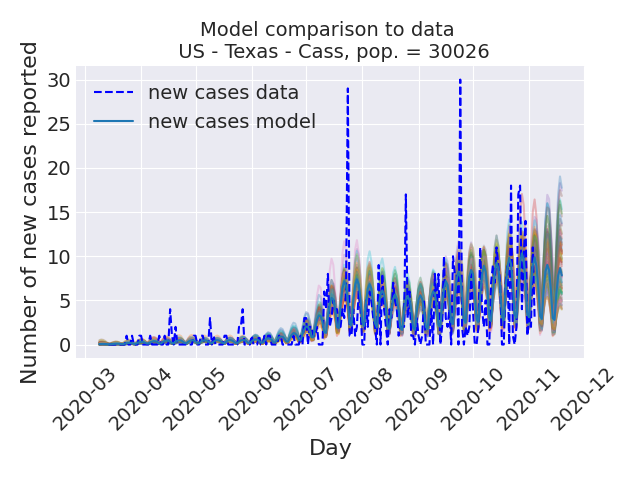 Model comparison to data
US - Texas - Cass, pop. = 30026
Number of new cases reported
30
25
20
15
10
5
0
new cases data
new cases model
2020-03
2020-04
2020-05
2020-06
2020-07
2020-08
2020-09
2020-10
2020-11
2020-12
Day